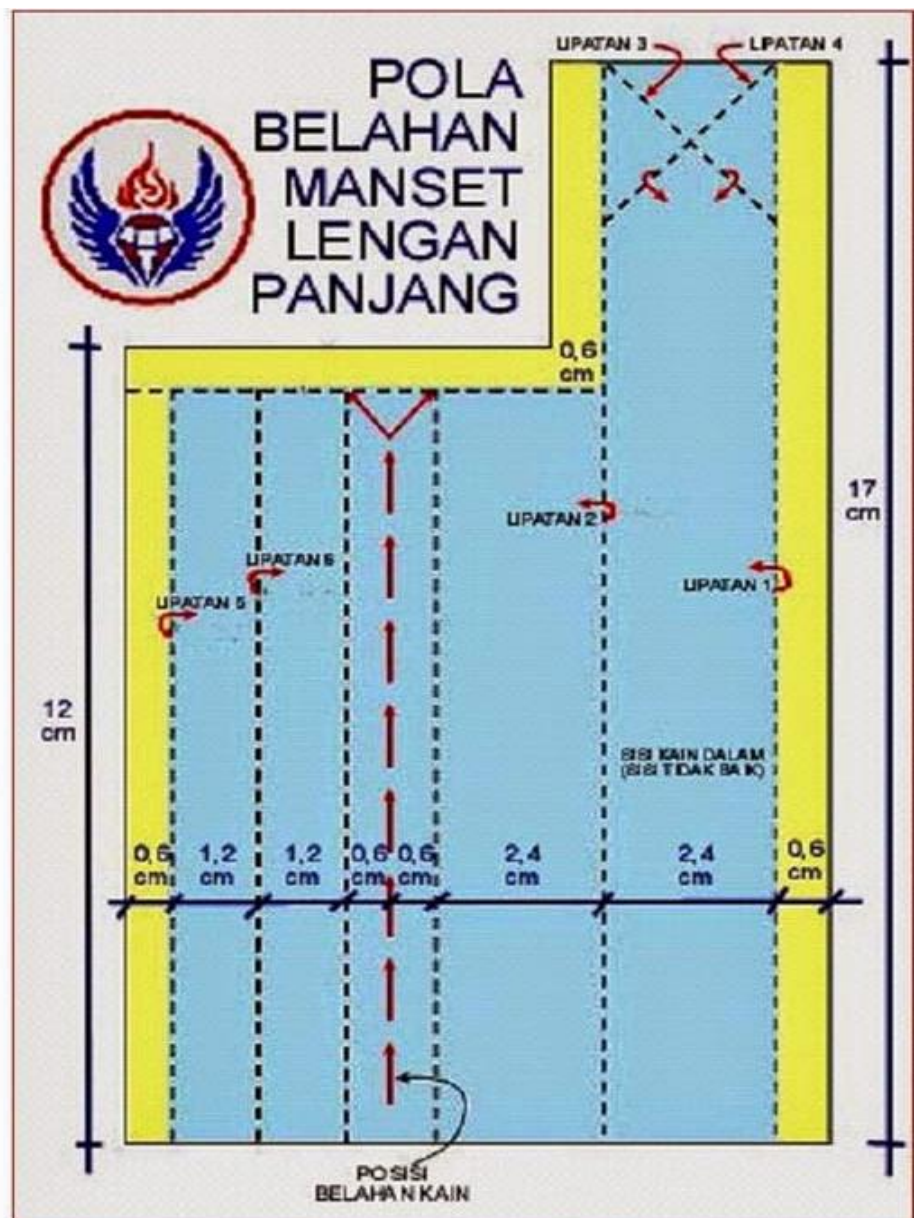 LIPATAN 3
LIPATAN 4
POLA
BELAHAN
MANSET
LENGAN
PANJANG
0,6
cm
LIPATAN 2
17
cm
LIPATAN 1
LIPATAN 6
LIPATAN 5
12
cm
SISI KAIN DALAM
(SISI TIDAK BAIK)
0,6 1,2 1,2 0,6 0,6 2,4 2,4 0,6
cm cm cm cm cm cm cm cm
POSISI
BELAHAN KAIN